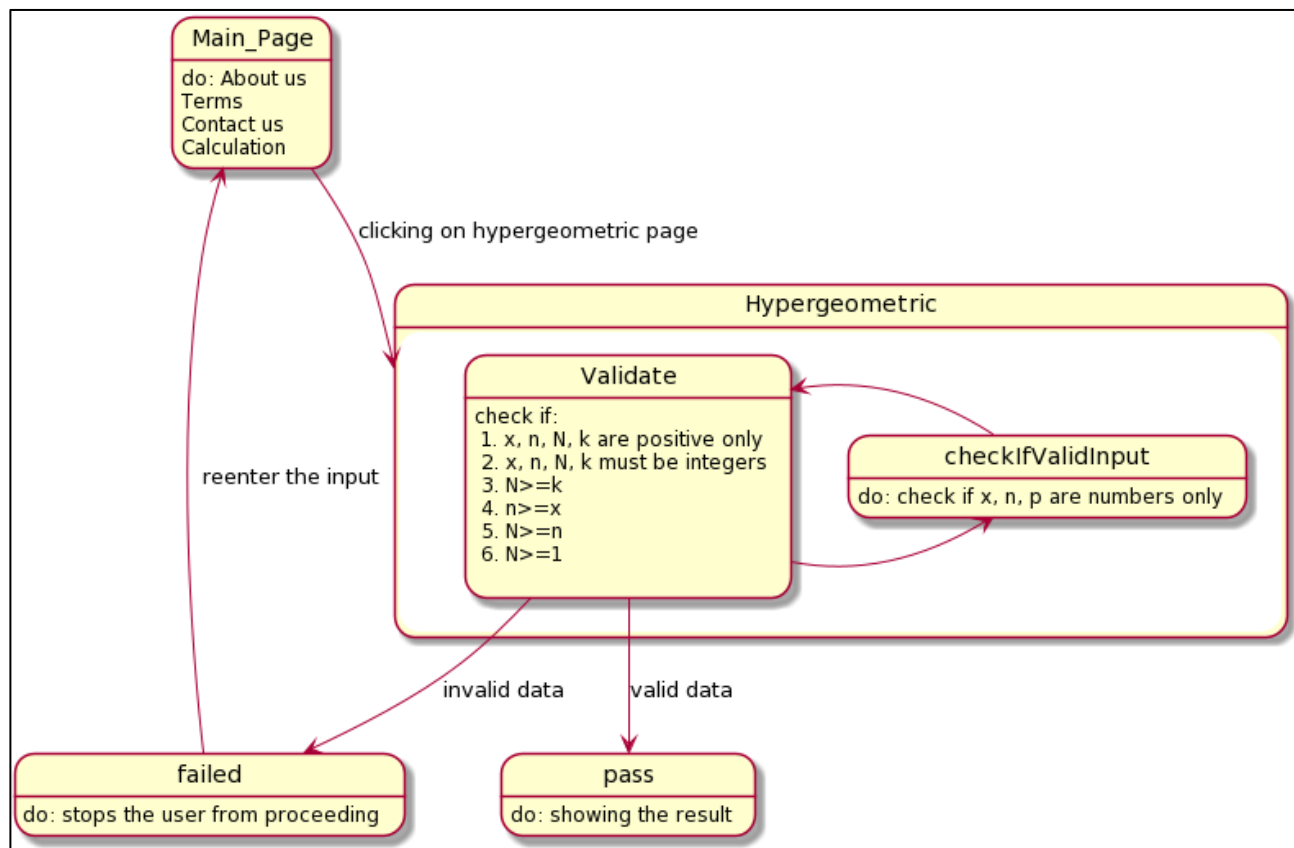 Main_Page
do: About us
Terms
Contact us
Calculation
clicking on hypergeometric page
Hypergeometric
Validate
check if:
1. x, n, N, k are positive only
2. x, n, N, k must be integers
3. N>=k
4. n>=x
5. N>=n
6. N>=1
checkIfValidInput
do: check if x, n, p are numbers only
reenter the input
invalid data
valid data
failed
do: stops the user from proceeding
pass
do: showing the result